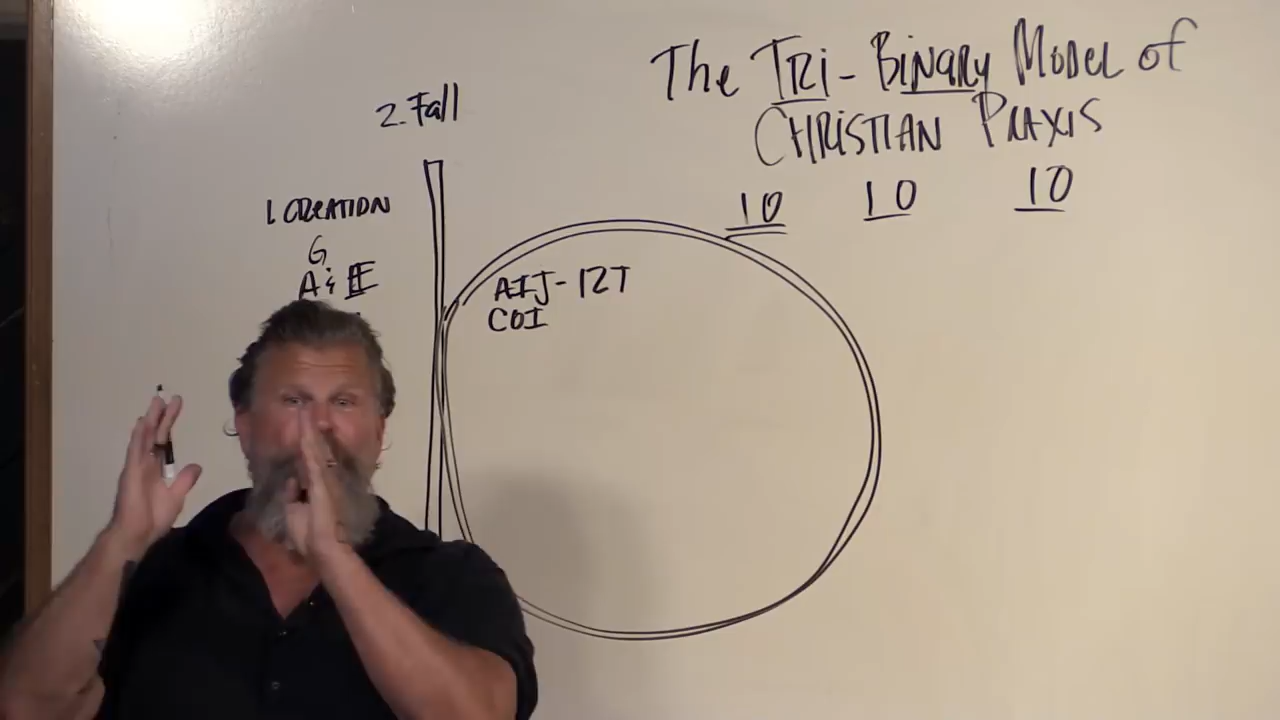 The TRi-BiNARy MODEL of
CHRiSTIAN PRAXIS
10 10 10
2. Fall
1 CREATION
G
A & E
AIJ-12T
COI